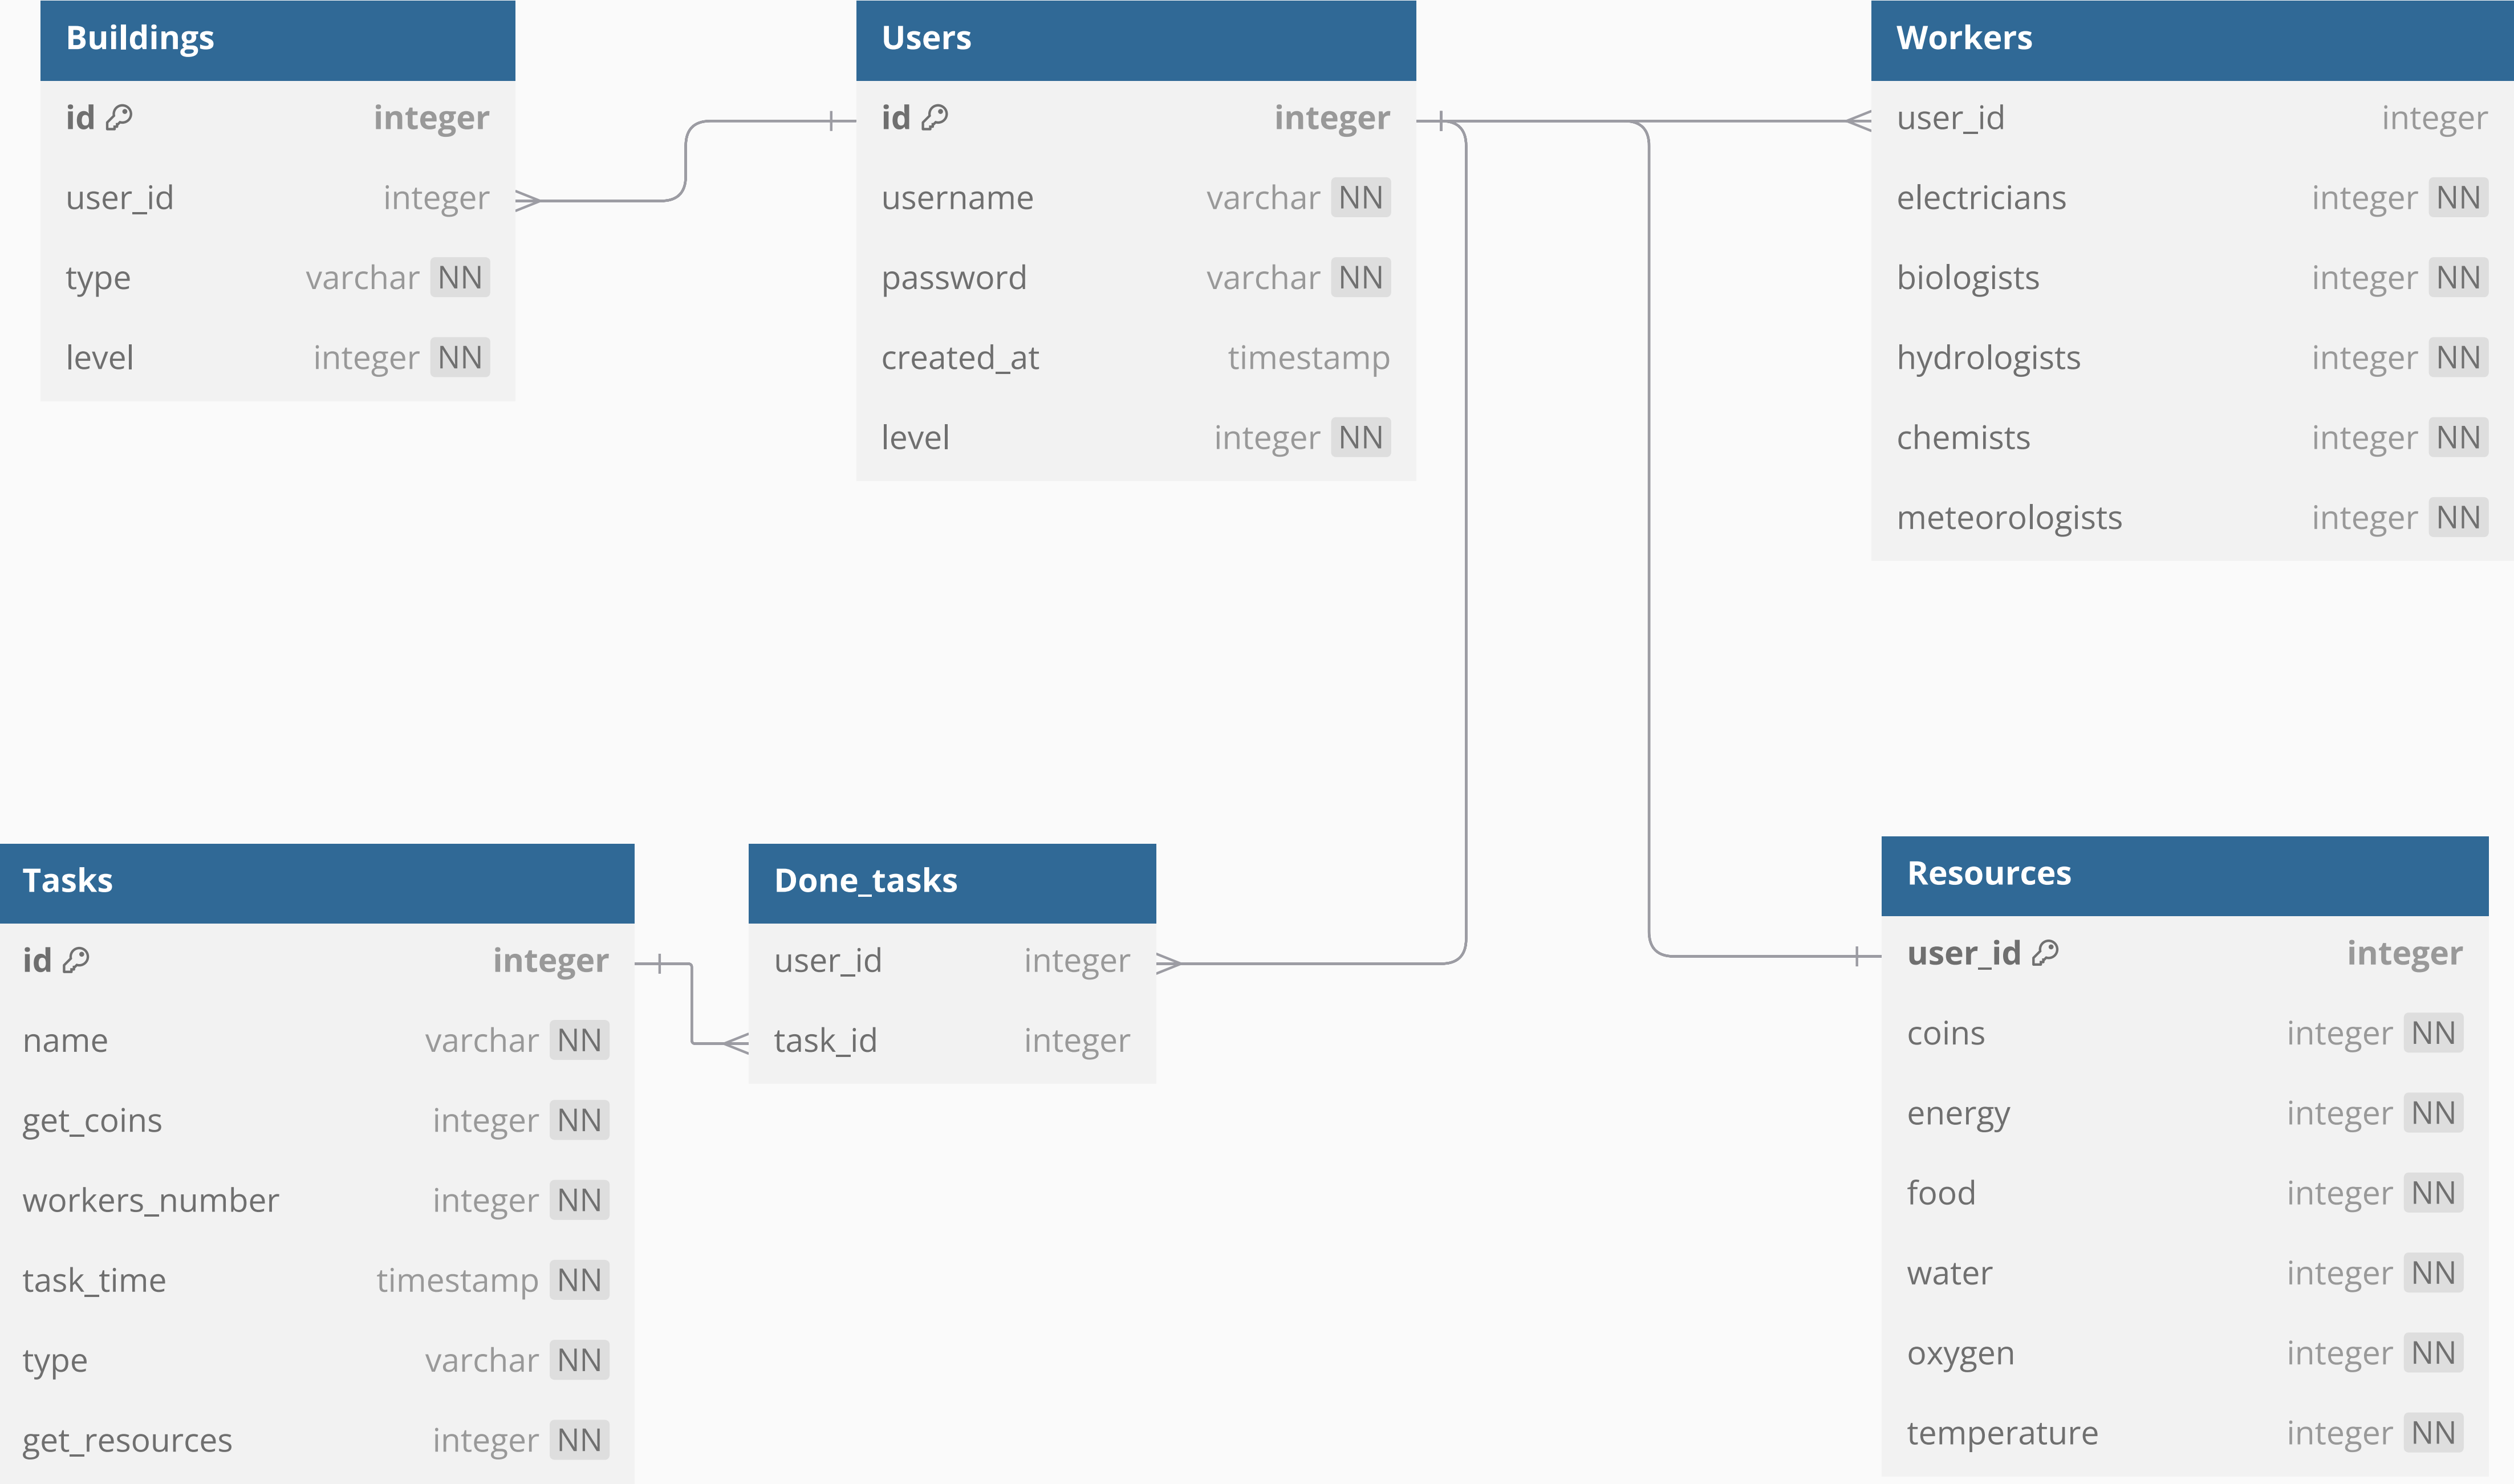 Buildings
id integer
user_id integer
type varchar NN
level integer NN
Users
id integer
username varchar NN
password varchar NN
created_at timestamp
level integer NN
Workers
user_id integer
electricians integer NN
biologists integer NN
hydrologists integer NN
chemists integer NN
meteorologists integer NN
Tasks
id integer
name varchar NN
get_coins integer NN
workers_number integer NN
task_time timestamp NN
type varchar NN
get_resources integer NN
Done_tasks
user_id integer
task_id integer
Resources
user_id integer
coins integer NN
energy integer NN
food integer NN
water integer NN
oxygen integer NN
temperature integer NN